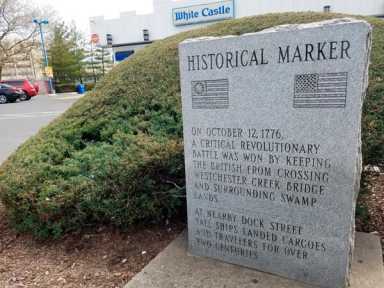 White Castle
HISTORICAL MARKER
ON OCTOBER 12, 1776,
A CRITICAL REVOLUTIONARY
BATTLE WAS WON BY KEEPING
THE BRITISH FROM CROSSING
WESTCHESTER CREEK BRIDGE
AND SURROUNDING SWAMP
LANDS.
AT NEARBY DOCK STREET
SAIL SHIPS LANDED CARGOES
AND TRAVELERS FOR OVER
TWO CENTURIES